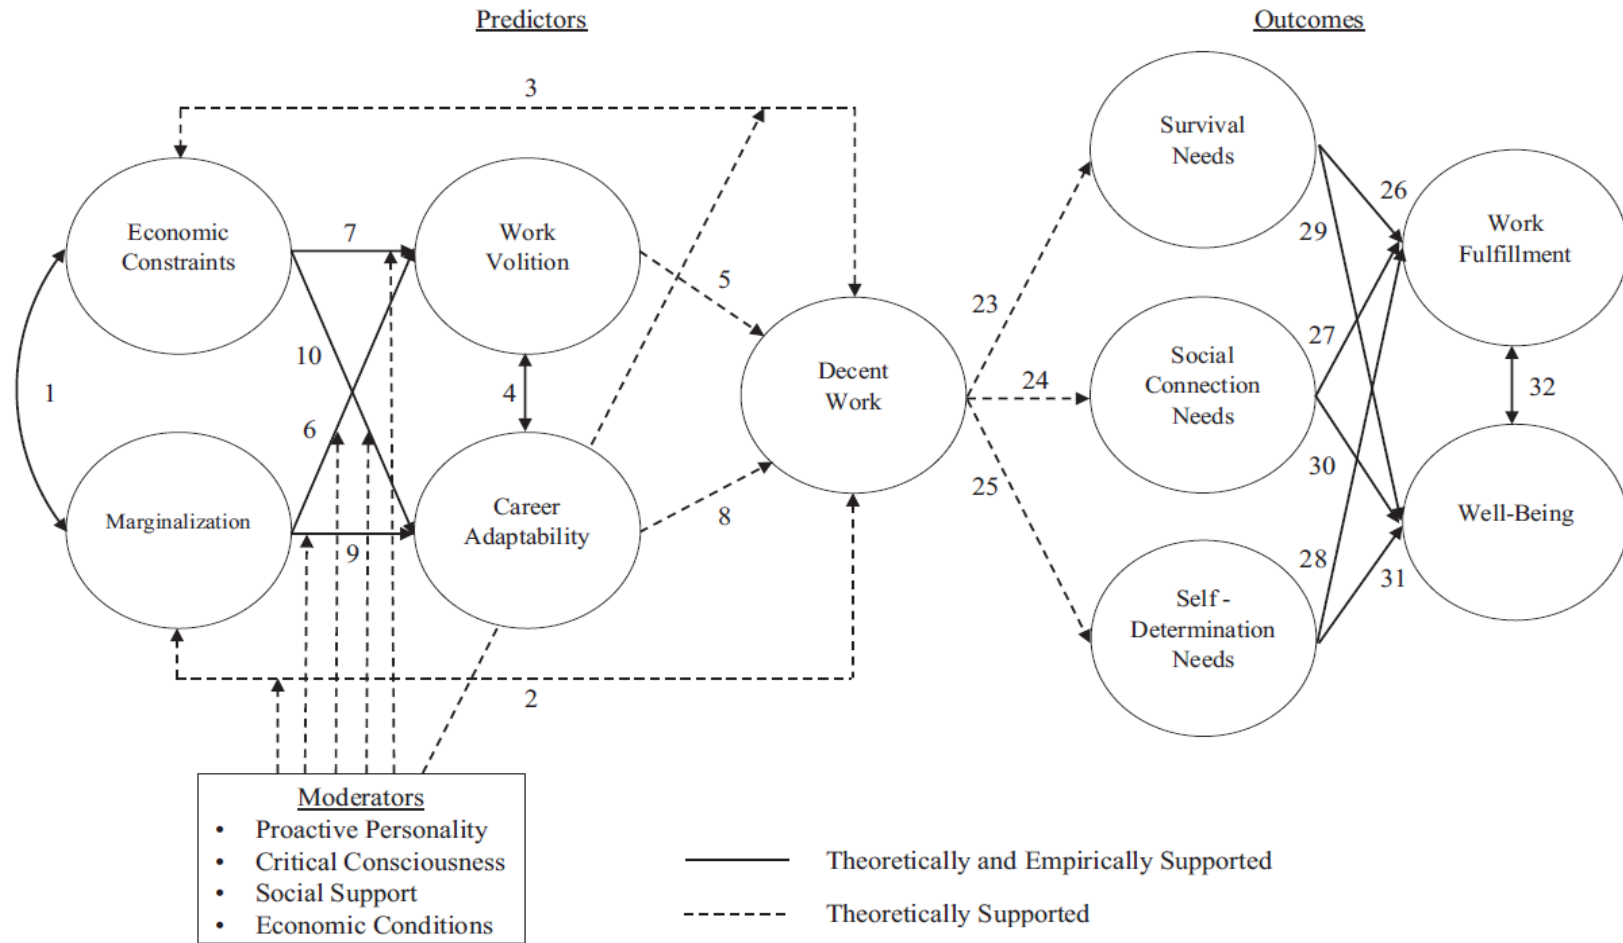 Predictors
Outcomes
3
Survival
Needs
26
Economic
Constraints
7
Work
Volition
29
Work
Fulfillment
5
23
10
27
1
4
Decent
Work
24
Social
Connection
Needs
32
6
30
25
Marginalization
9
Career
Adaptability
8
Well-Being
28
31
Self -
Determination
Needs
2
Moderators
• Proactive Personality
• Critical Consciousness
• Social Support
• Economic Conditions
Theoretically and Empirically Supported
Theoretically Supported